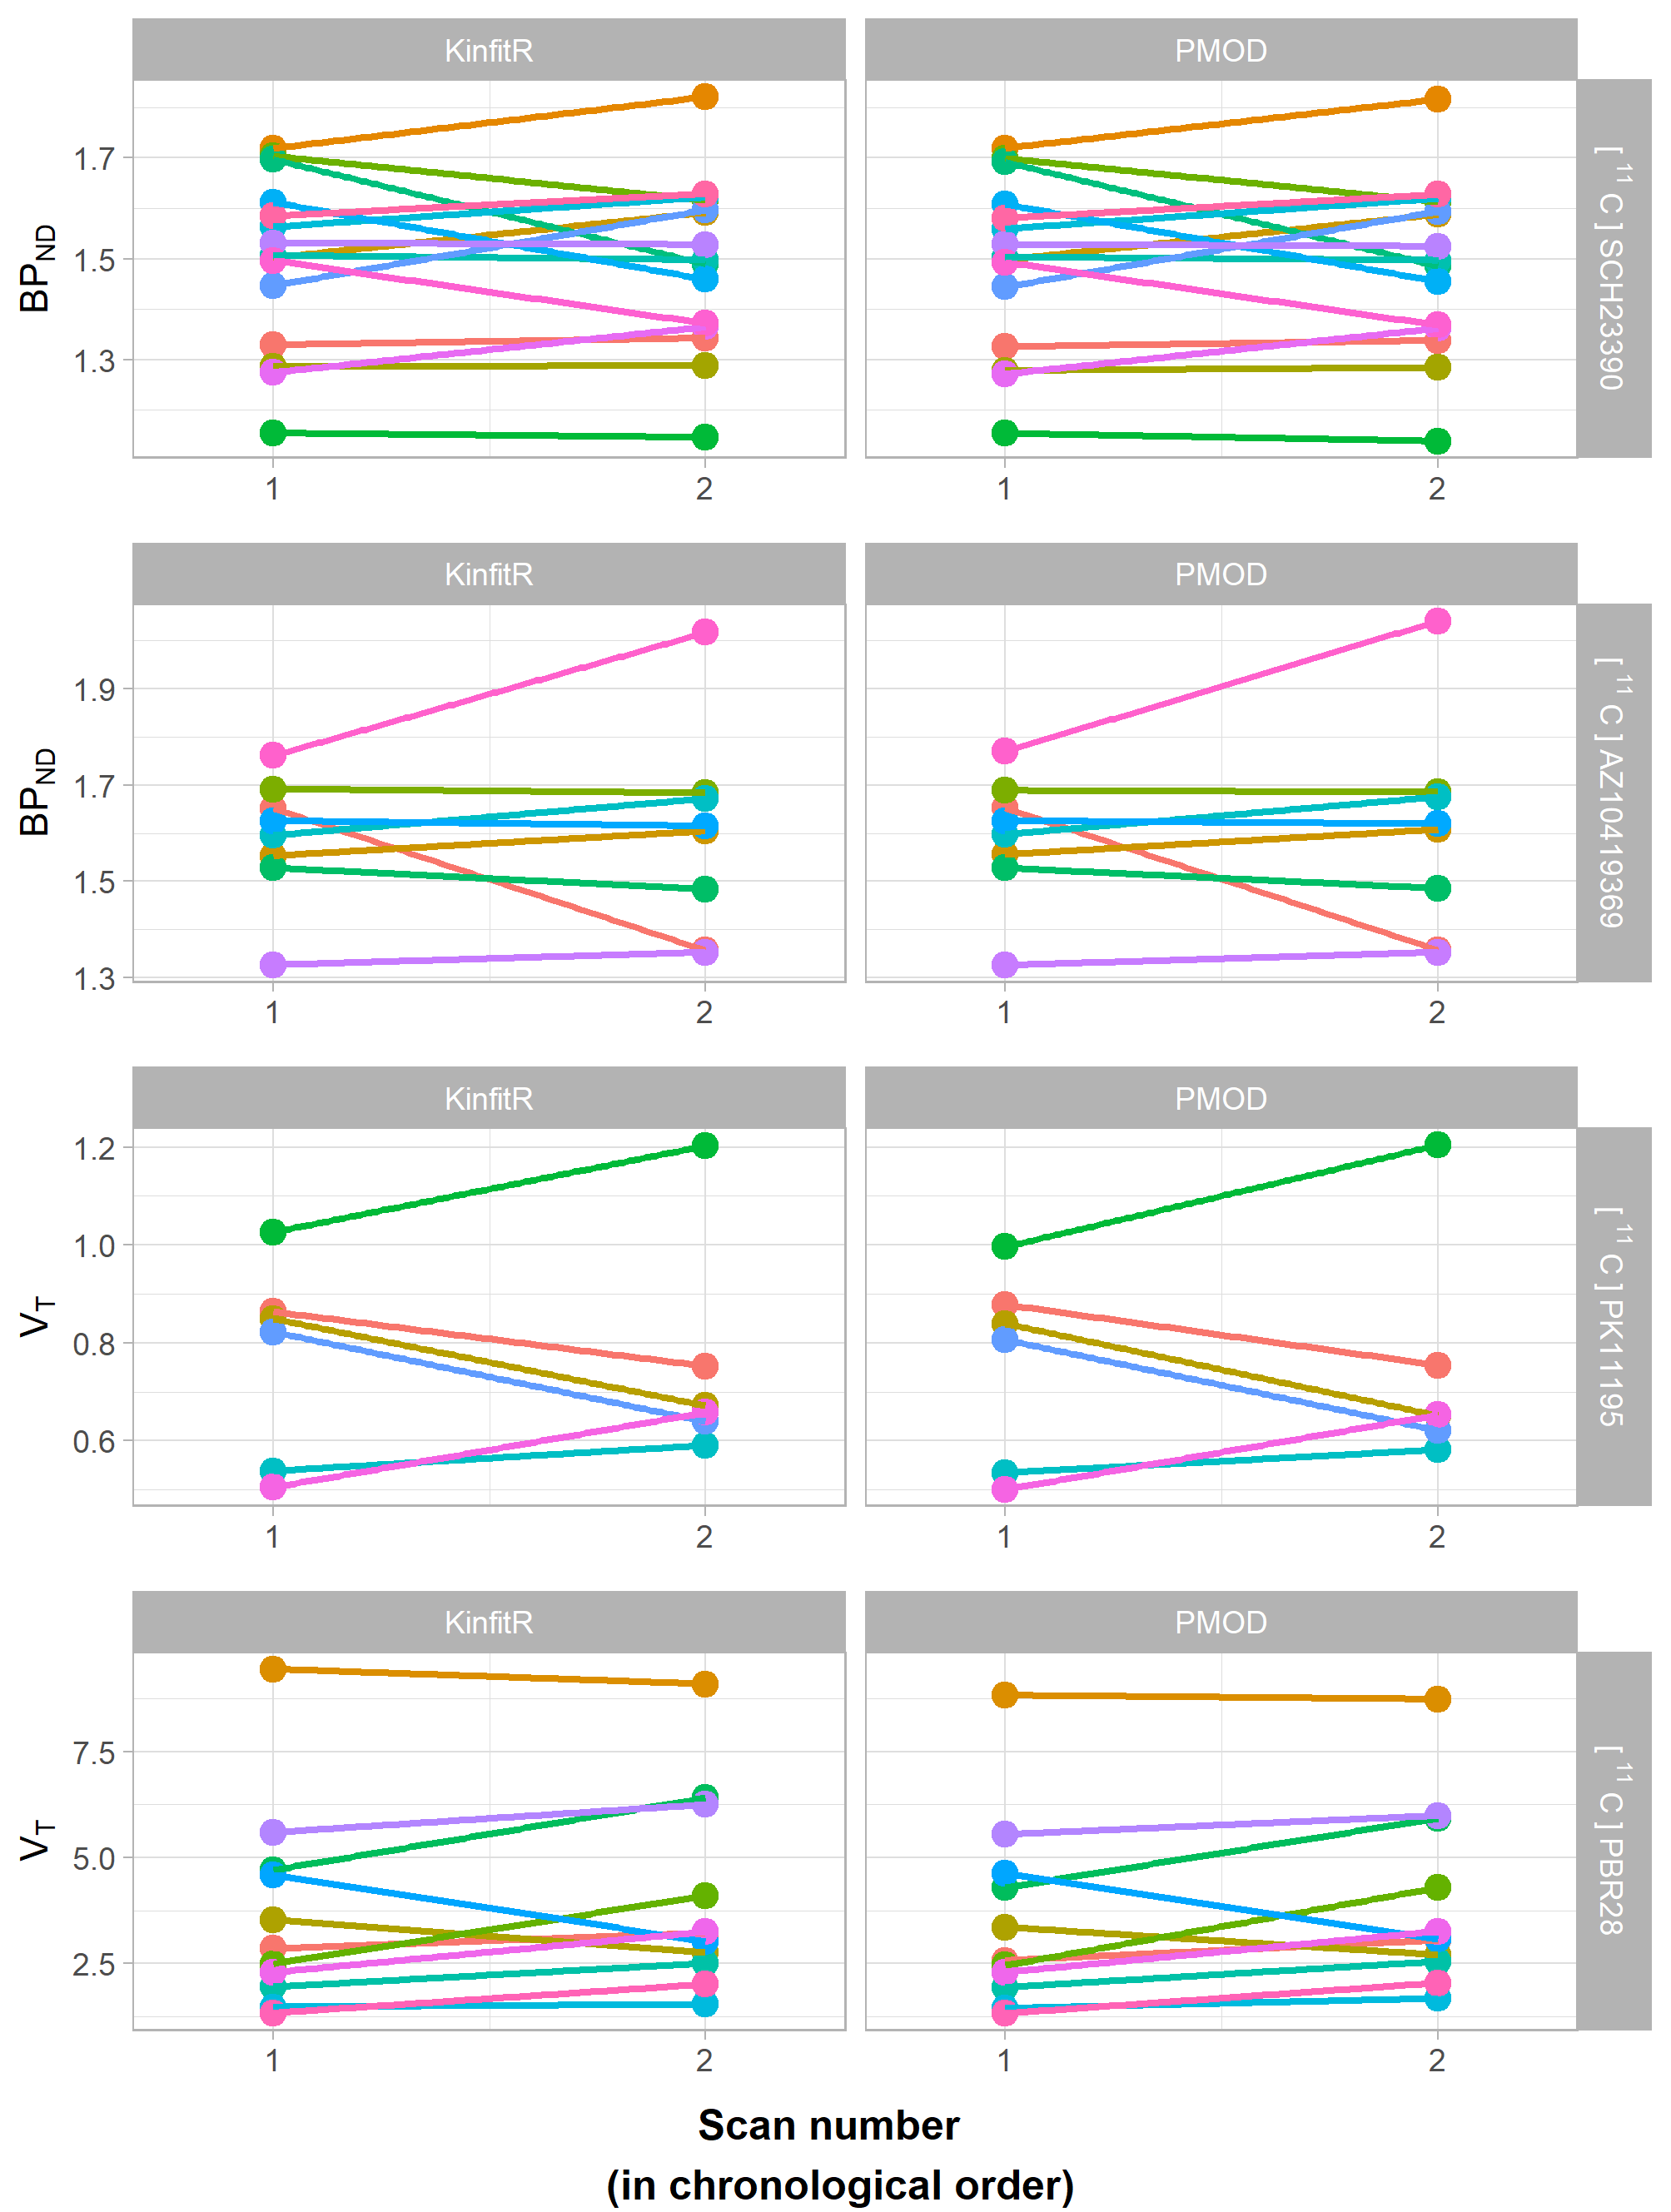 KinfitR PMOD
BP_ND
1.7
1.5
1.3
[ ¹¹ C ] SCH23390
1 2 1 2
KinfitR PMOD
BP_ND
1.9
1.7
1.5
1.3
[ ¹¹ C ] AZ10419369
1 2 1 2
KinfitR PMOD
V_T
1.2
1.0
0.8
0.6
[ ¹¹ C ] PK11195
1 2 1 2
KinfitR PMOD
V_T
7.5
5.0
2.5
[ ¹¹ C ] PBR28
1 2 1 2
Scan number
(in chronological order)